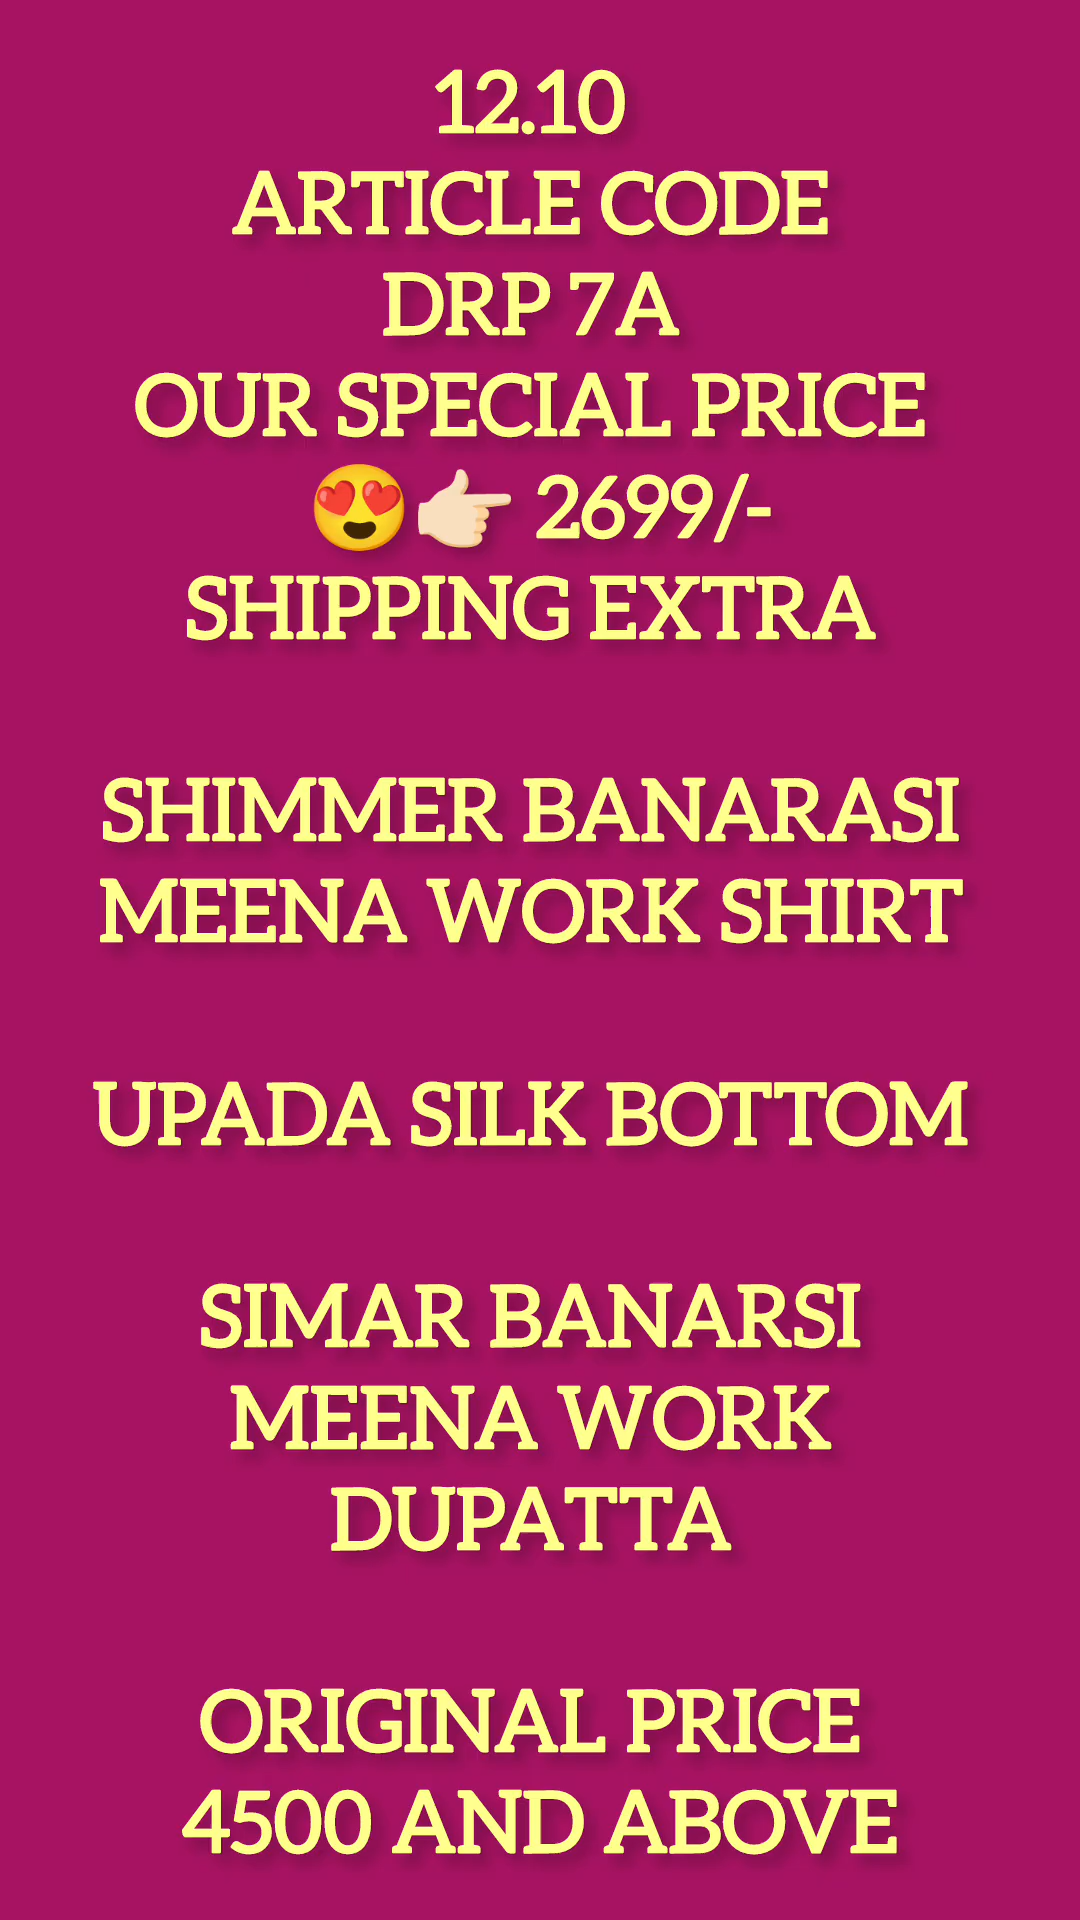 12.10
ARTICLE CODE
DRP 7A
OUR SPECIAL PRICE
😍👉🏻 2699/-
SHIPPING EXTRA
SHIMMER BANARASI
MEENA WORK SHIRT
UPADA SILK BOTTOM
SIMAR BANARSI
MEENA WORK
DUPATTA
ORIGINAL PRICE
4500 AND ABOVE